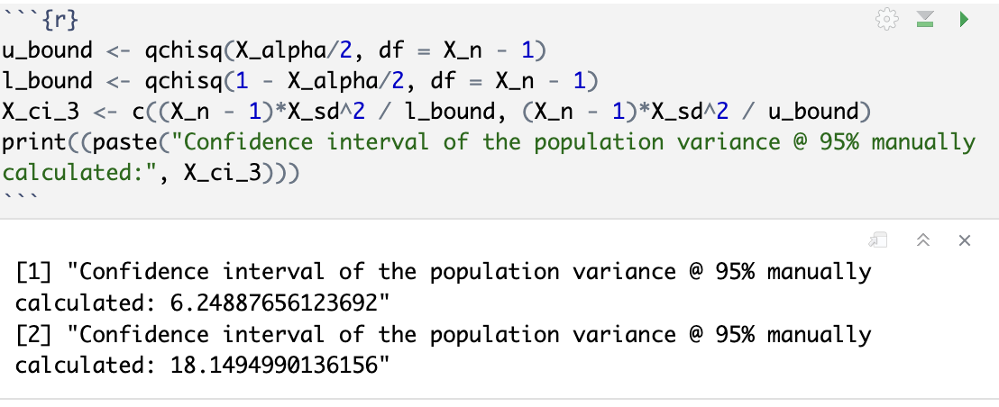 ```{r}
u_bound <- qchisq(X_alpha/2, df = X_n - 1)
l_bound <- qchisq(1 - X_alpha/2, df = X_n - 1)
X_ci_3 <- c((X_n - 1)*X_sd^2 / l_bound, (X_n - 1)*X_sd^2 / u_bound)
print((paste("Confidence interval of the population variance @ 95% manually
calculated:", X_ci_3)))
```
[1] "Confidence interval of the population variance @ 95% manually
calculated: 6.24887656123692"
[2] "Confidence interval of the population variance @ 95% manually
calculated: 18.1494990136156"